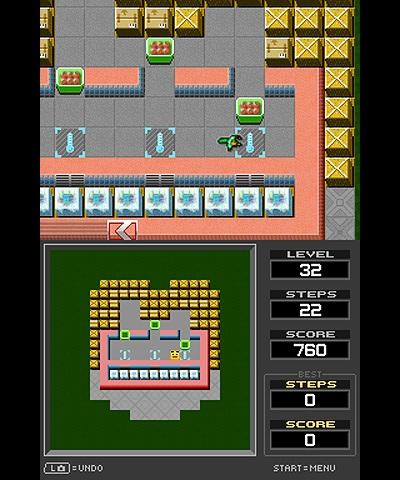 LEVEL
32
STEPS
22
SCORE
760
BEST
STEPS
0
SCORE
0
L =UNDO
START=MENU